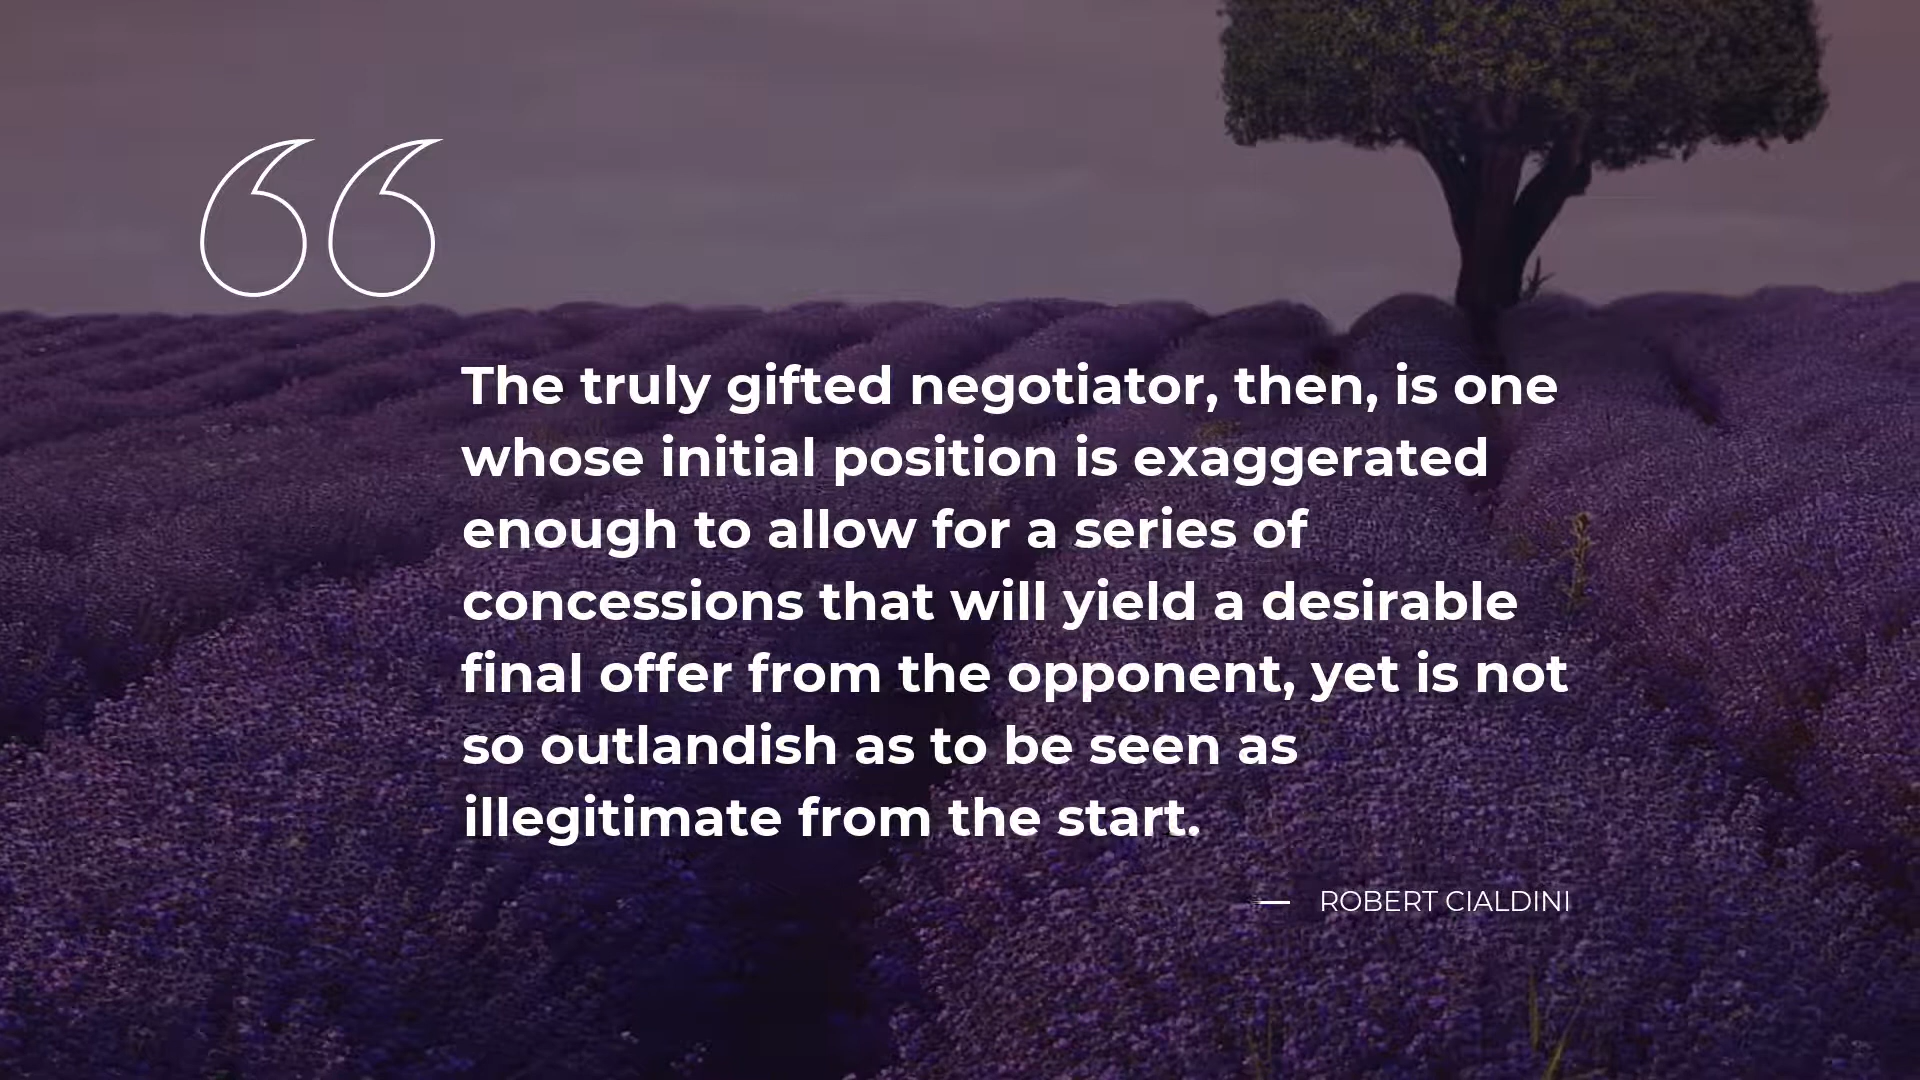 “
The truly gifted negotiator, then, is one
whose initial position is exaggerated
enough to allow for a series of
concessions that will yield a desirable
final offer from the opponent, yet is not
so outlandish as to be seen as
illegitimate from the start.
— ROBERT CIALDINI